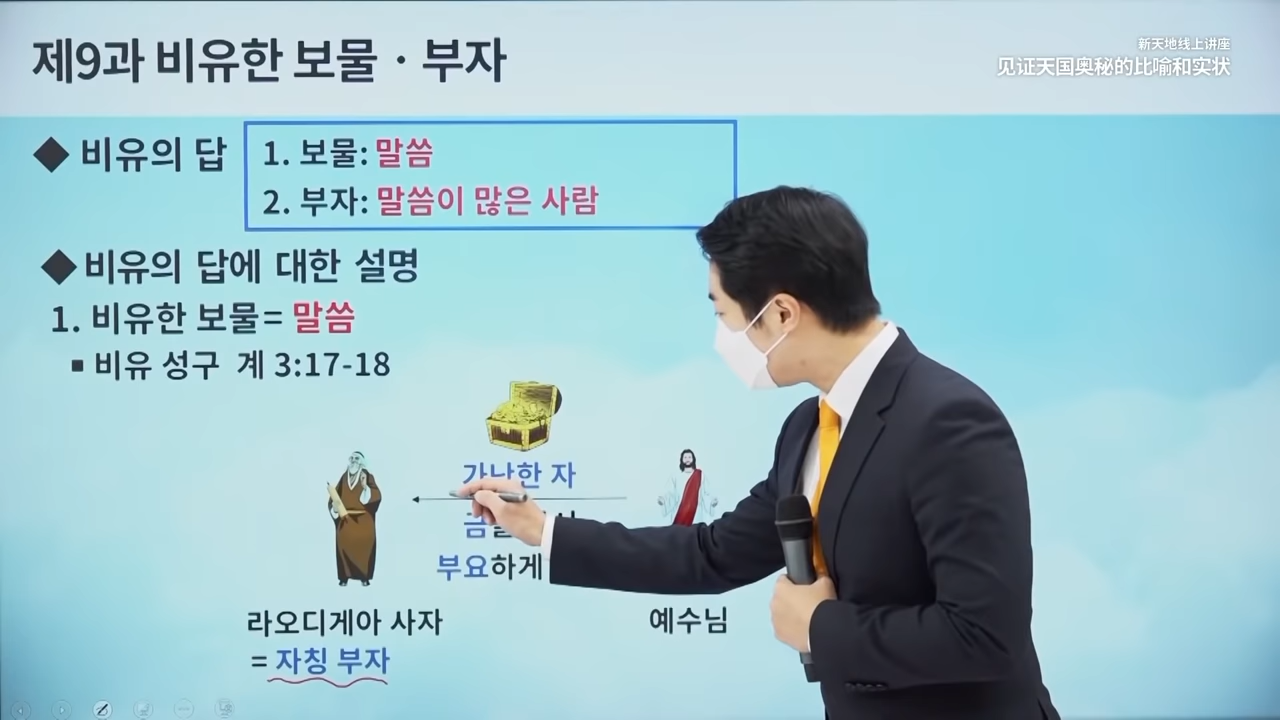 제9과 비유한 보물 · 부자
新天地线上讲座
见证天国奥秘的比喻和实状
◆ 비유의 답
1. 보물: 말씀
2. 부자: 말씀이 많은 사람
◆ 비유의 답에 대한 설명
1. 비유한 보물 = 말씀
▪ 비유 성구 계 3:17-18
가난한 자
부요하게
라오디게아 사자
= 자칭 부자
예수님